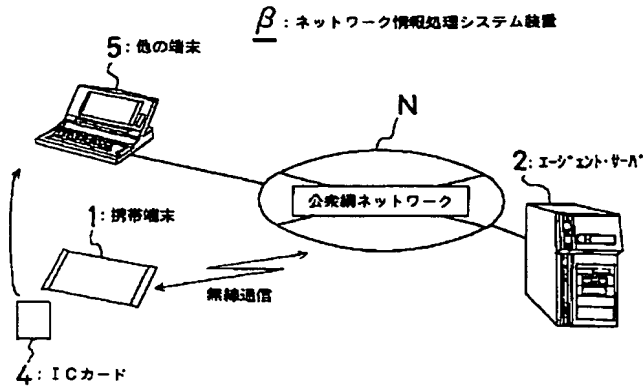 β:ネットワーク情報処理システム装置
5:他の端末
N
2:エージェント・サーバ
公衆網ネットワーク
1:携帯端末
無線通信
4:ICカード